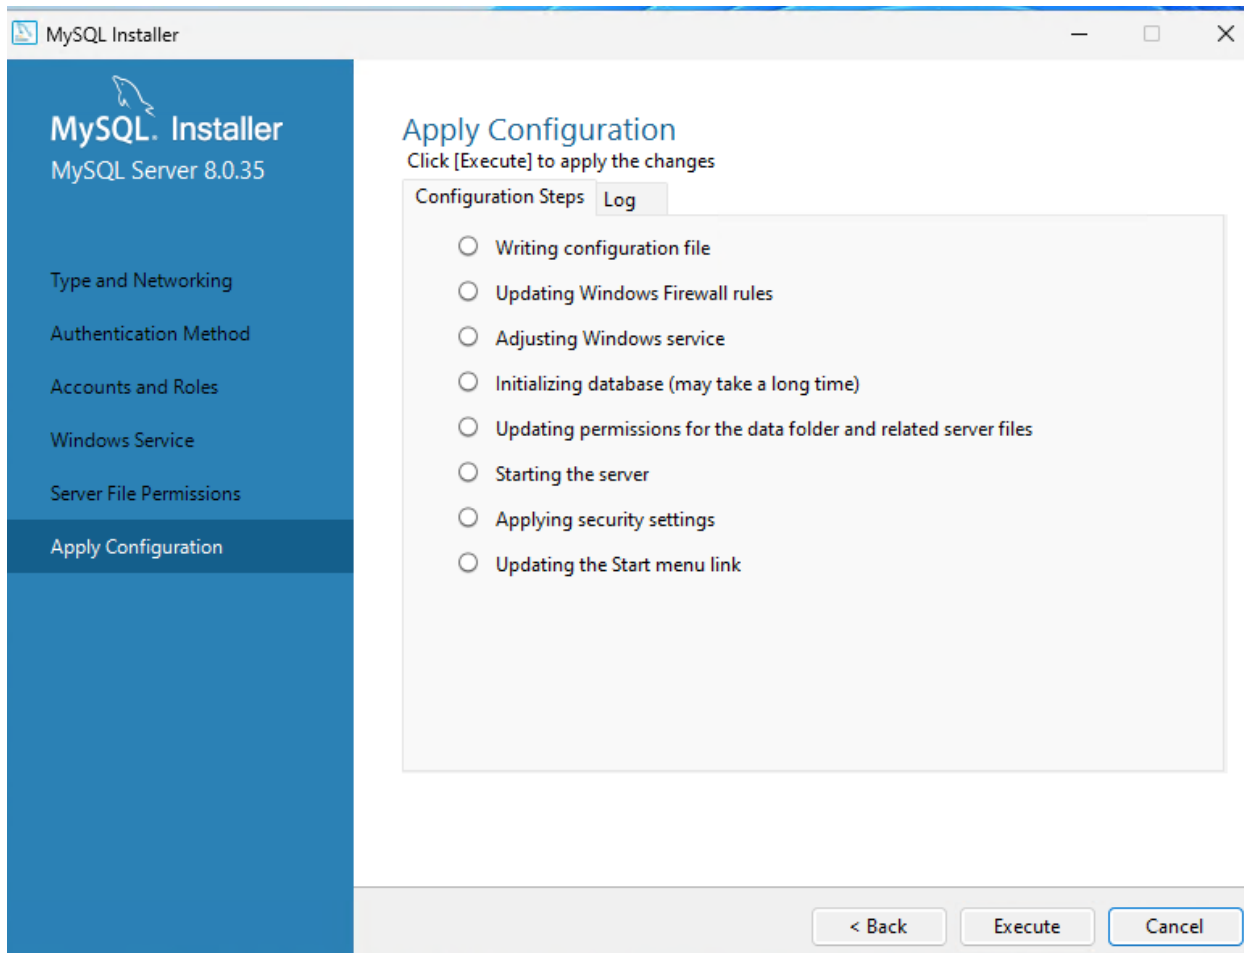 MySQL Installer
MySQL. Installer
MySQL Server 8.0.35
Type and Networking
Authentication Method
Accounts and Roles
Windows Service
Server File Permissions
Apply Configuration
Apply Configuration
Click [Execute] to apply the changes
Configuration Steps
Log
Writing configuration file
Updating Windows Firewall rules
Adjusting Windows service
Initializing database (may take a long time)
Updating permissions for the data folder and related server files
Starting the server
Applying security settings
Updating the Start menu link
< Back
Execute
Cancel